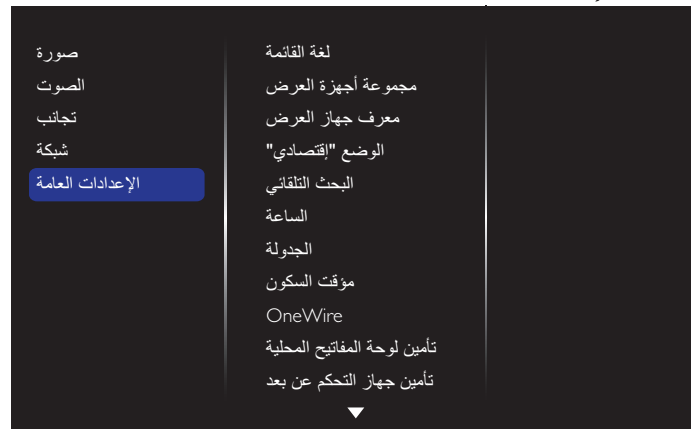 صورة
الصوت
تجانب
شبكة
الإعدادات العامة
لغة القائمة
مجموعة أجهزة العرض
معرف جهاز العرض
الوضع "إقتصادي"
البحث التلقائي
الساعة
الجدولة
مؤقت السكون
OneWire
تأمين لوحة المفاتيح المحلية
تأمين جهاز التحكم عن بعد